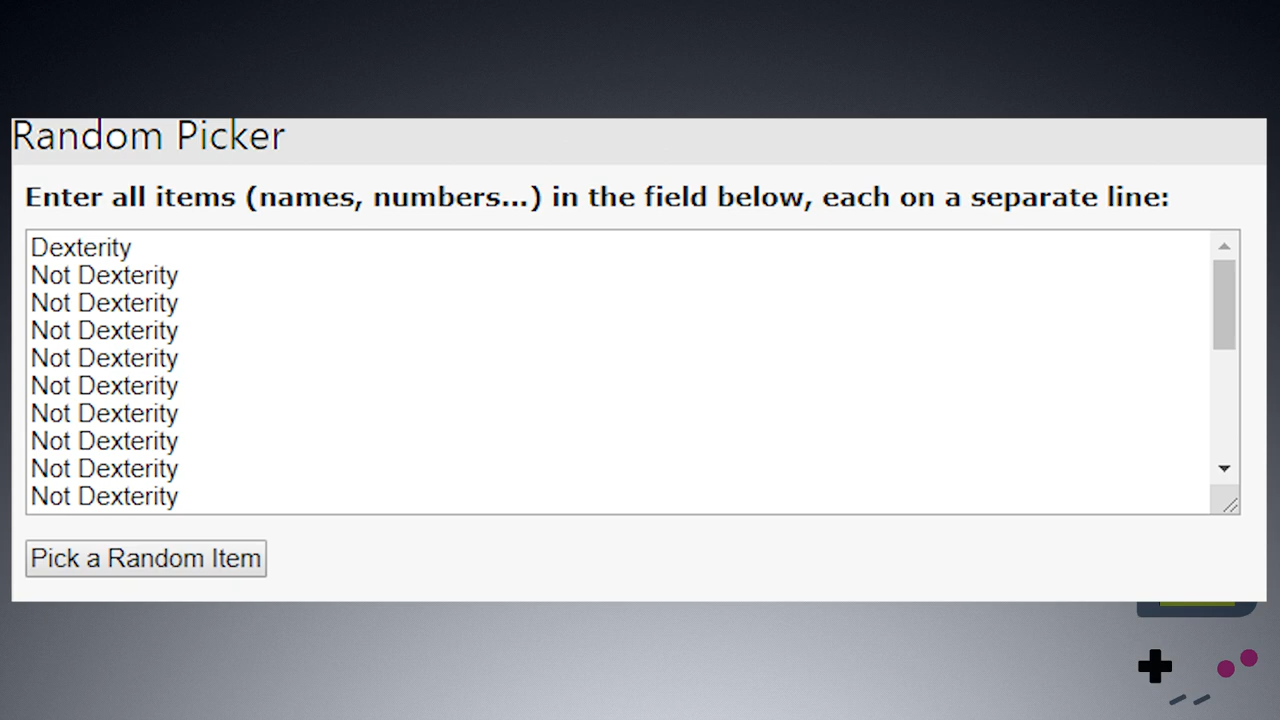 Random Picker
Enter all items (names, numbers...) in the field below, each on a separate line:
Dexterity
Not Dexterity
Not Dexterity
Not Dexterity
Not Dexterity
Not Dexterity
Not Dexterity
Not Dexterity
Not Dexterity
Not Dexterity
Pick a Random Item